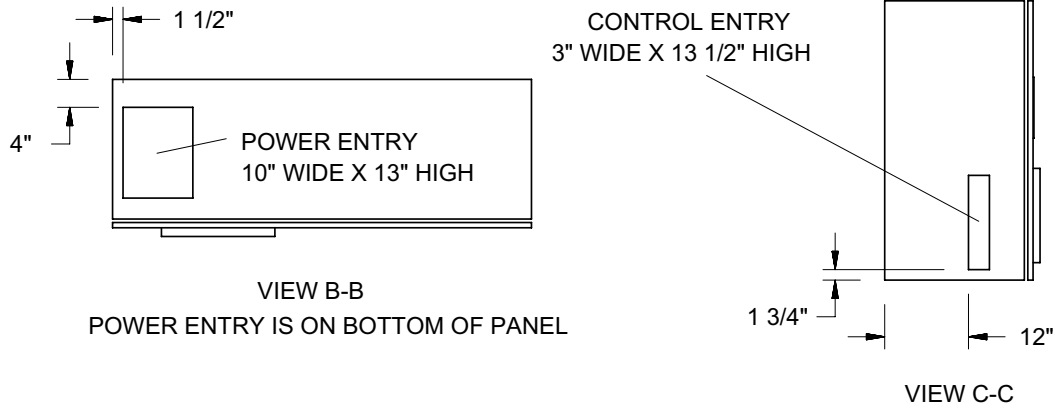 1 1/2"
4"
POWER ENTRY
10" WIDE X 13" HIGH
VIEW B-B
POWER ENTRY IS ON BOTTOM OF PANEL
CONTROL ENTRY
3" WIDE X 13 1/2" HIGH
1 3/4"
12"
VIEW C-C